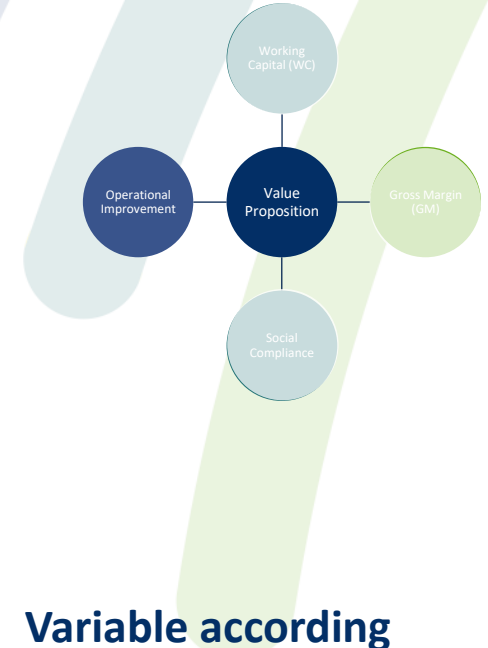 Working
Capital (WC)
Operational
Improvement
Value
Proposition
Gross Margin
(GM)
Social
Compliance
Variable according